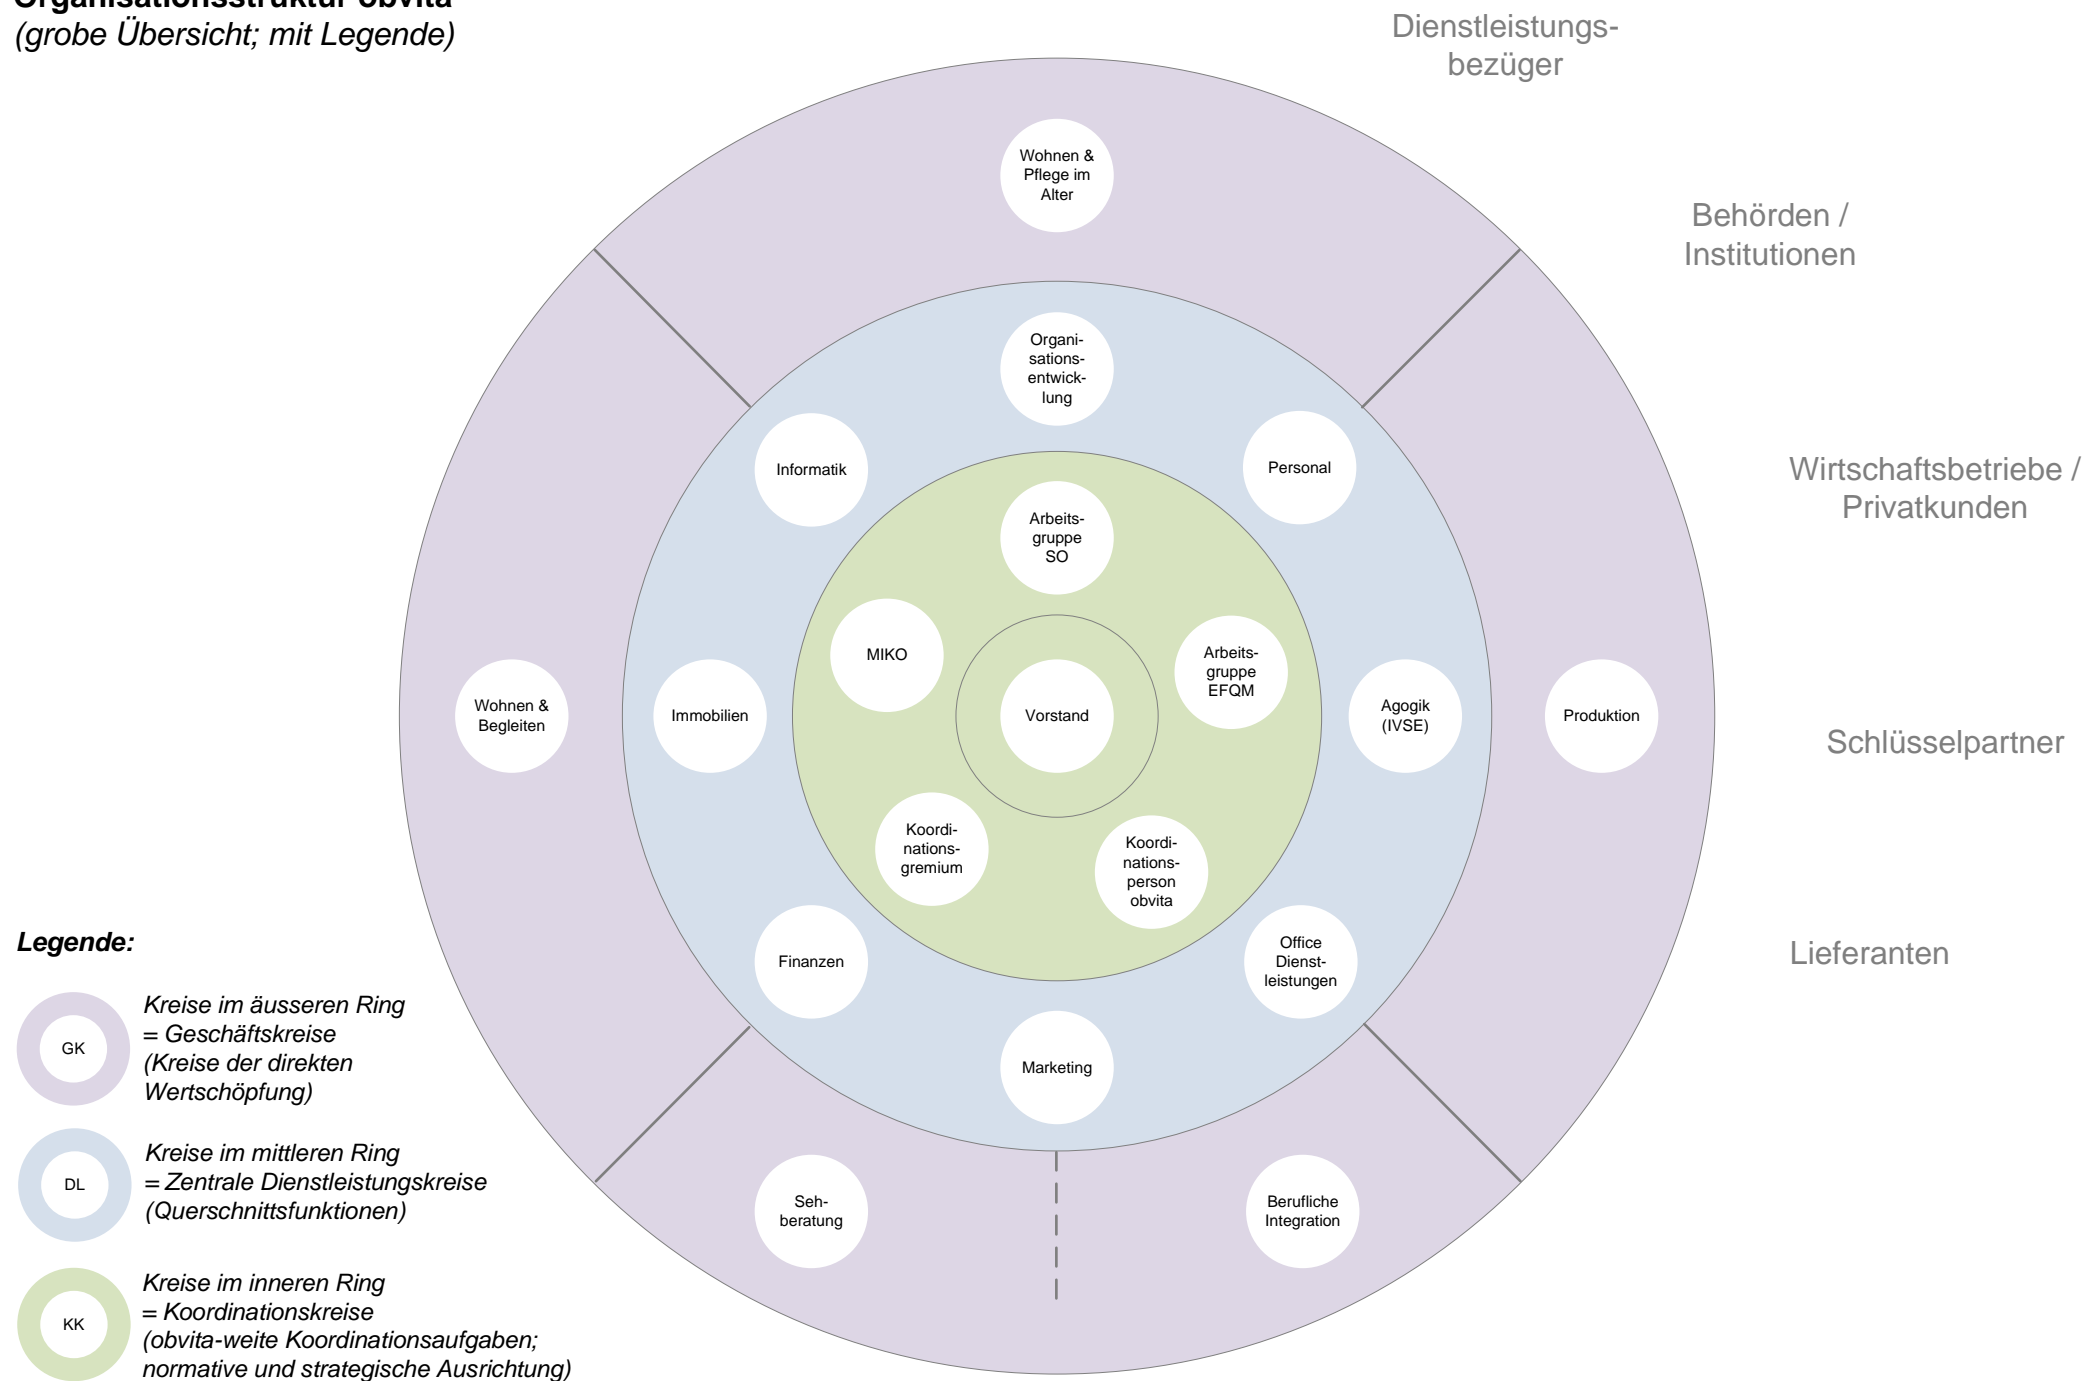 Organisationsstruktur obvita
(grobe Übersicht; mit Legende)
Dienstleistungs-
bezüger
Behörden /
Institutionen
Wirtschaftsbetriebe /
Privatkunden
Schlüsselpartner
Lieferanten
Wohnen &
Pflege im
Alter
Organi-
sations-
entwick-
lung
Informatik
Personal
Arbeits-
gruppe
SO
MIKO
Arbeits-
gruppe
EFQM
Wohnen &
Begleiten
Immobilien
Vorstand
Agogik
(IVSE)
Produktion
Koordi-
nations-
gremium
Koordi-
nations-
person
obvita
Finanzen
Office
Dienst-
leistungen
Marketing
Seh-
beratung
Berufliche
Integration
Legende:
GK
Kreise im äusseren Ring
= Geschäftskreise
(Kreise der direkten
Wertschöpfung)
DL
Kreise im mittleren Ring
= Zentrale Dienstleistungskreise
(Querschnittsfunktionen)
KK
Kreise im inneren Ring
= Koordinationskreise
(obvita-weite Koordinationsaufgaben;
normative und strategische Ausrichtung)